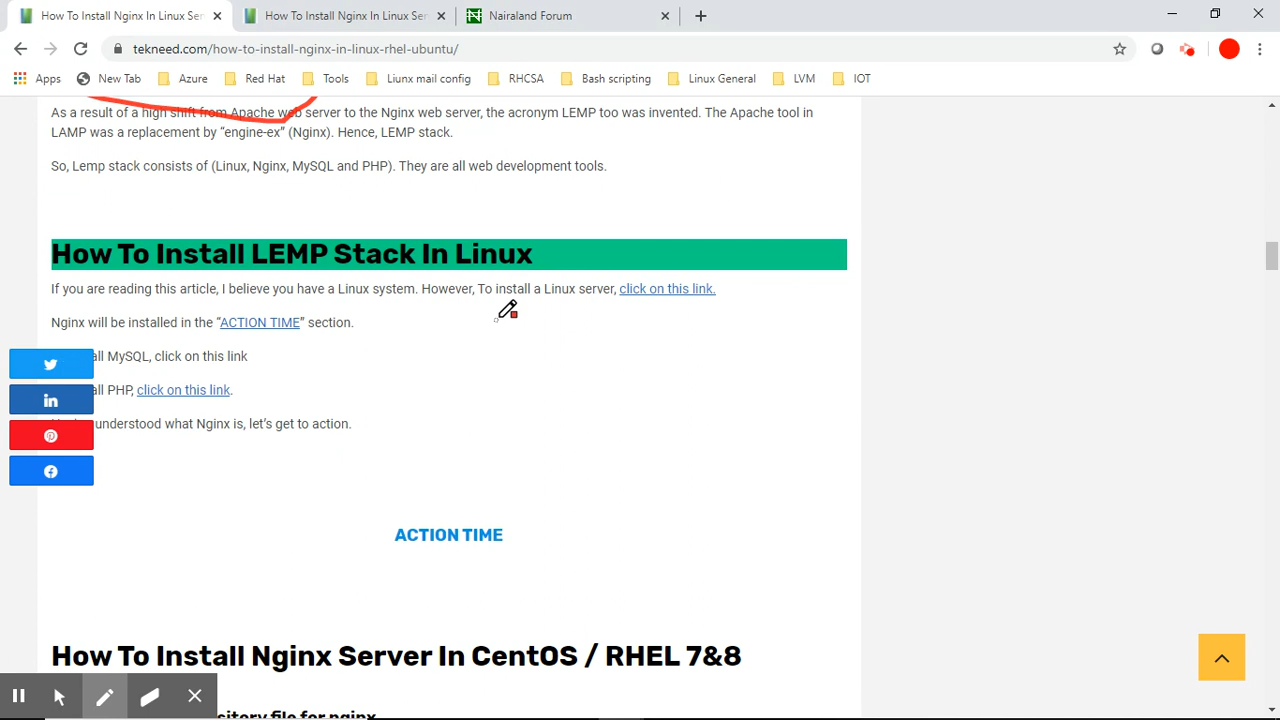 How To Install Nginx In Linux Ser
How To Install Nginx In Linux Ser
Nairaland Forum
tekneed.com/how-to-install-nginx-in-linux-rhel-ubuntu/
Apps
New Tab
Azure
Red Hat
Tools
Liunx mail config
RHCSA
Bash scripting
Linux General
LVM
IOT
As a result of a high shift from Apache web server to the Nginx web server, the acronym LEMP too was invented. The Apache tool in
LAMP was a replacement by “engine-ex” (Nginx). Hence, LEMP stack.
So, Lemp stack consists of (Linux, Nginx, MySQL and PHP). They are all web development tools.
How To Install LEMP Stack In Linux
If you are reading this article, I believe you have a Linux system. However, To install a Linux server, click on this link.
Nginx will be installed in the “ACTION TIME” section.
all MySQL, click on this link
all PHP, click on this link.
understood what Nginx is, let’s get to action.
ACTION TIME
How To Install Nginx Server In CentOS / RHEL 7&8
sitory file for nginx